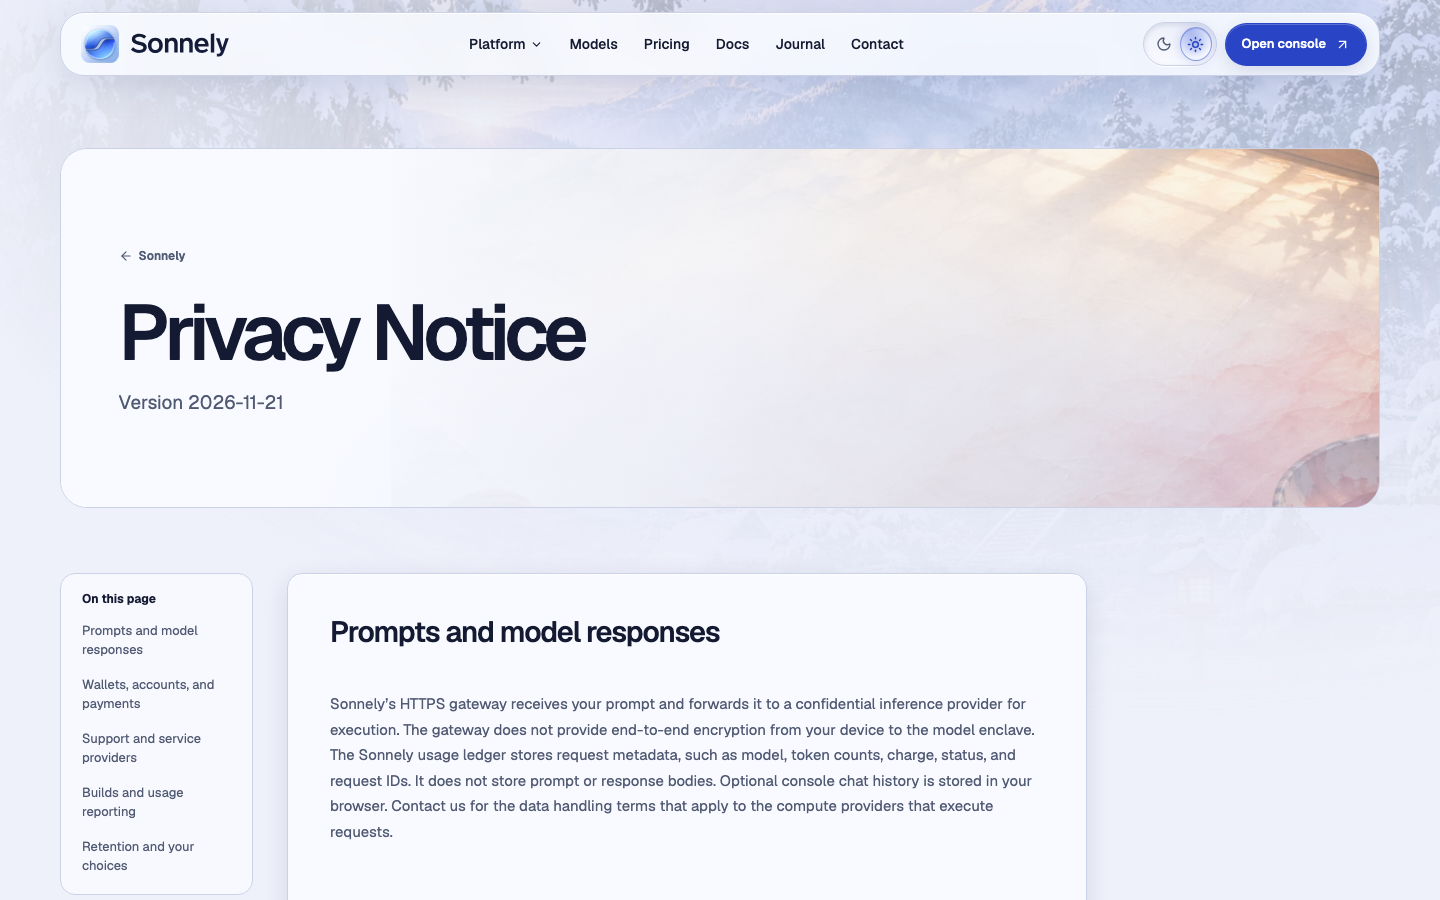 Sonnely
Platform
Models
Pricing
Docs
Journal
Contact
Open console
Sonnely
Privacy Notice
Version 2026-11-21
On this page
Prompts and model
responses
Wallets, accounts, and
payments
Support and service
providers
Builds and usage
reporting
Retention and your
choices
Prompts and model responses
Sonnely’s HTTPS gateway receives your prompt and forwards it to a confidential inference provider for
execution. The gateway does not provide end-to-end encryption from your device to the model enclave.
The Sonnely usage ledger stores request metadata, such as model, token counts, charge, status, and
request IDs. It does not store prompt or response bodies. Optional console chat history is stored in your
browser. Contact us for the data handling terms that apply to the compute providers that execute
requests.